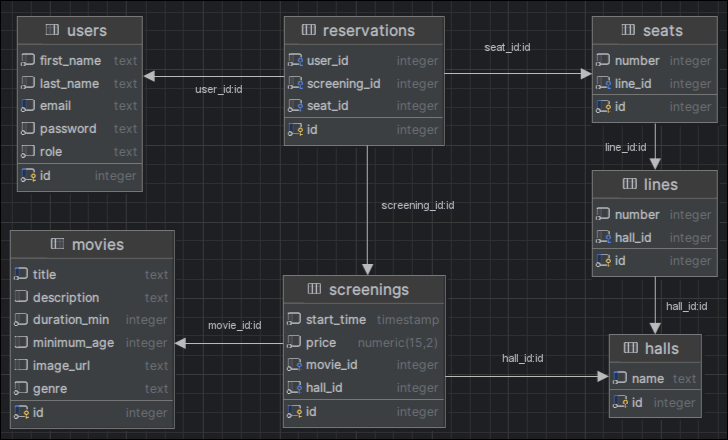 users
first_name text
last_name text
email text
password text
role text
id integer
user_id:id
reservations
user_id integer
screening_id integer
seat_id integer
id integer
seat_id:id
seats
number integer
line_id integer
id integer
line_id:id
lines
number integer
hall_id integer
id integer
hall_id:id
screening_id:id
movies
title text
description text
duration_min integer
minimum_age integer
image_url text
genre text
id integer
movie_id:id
screenings
start_time timestamp
price numeric(15,2)
movie_id integer
hall_id integer
id integer
hall_id:id
halls
name text
id integer